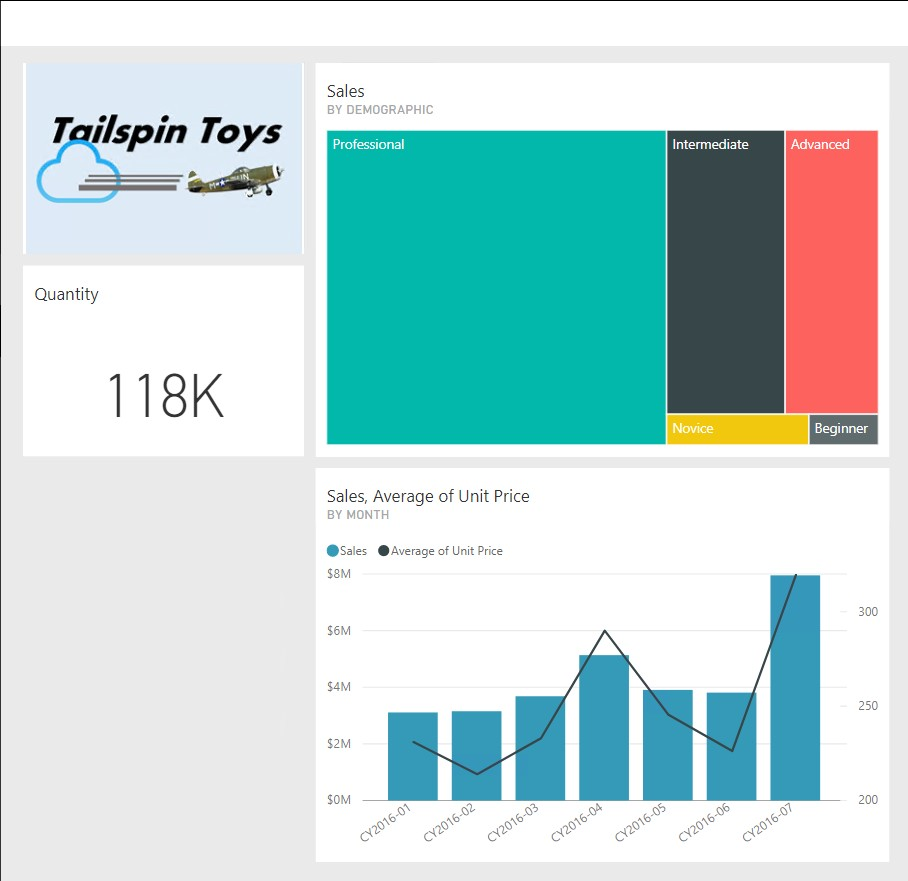 Tailspin Toys
Sales
BY DEMOGRAPHIC
Professional
Intermediate
Advanced
Novice
Beginner
Quantity
118K
Sales, Average of Unit Price
BY MONTH
Sales
Average of Unit Price
$8M
$6M
$4M
$2M
$0M
300
250
200
CY2016-01
CY2016-02
CY2016-03
CY2016-04
CY2016-05
CY2016-06
CY2016-07